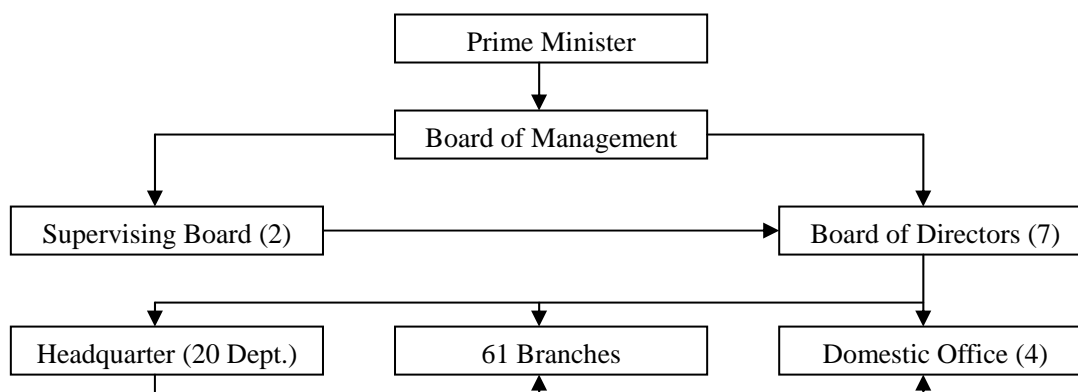 Prime Minister
Board of Management
Supervising Board (2)
Board of Directors (7)
Headquarter (20 Dept.)
61 Branches
Domestic Office (4)